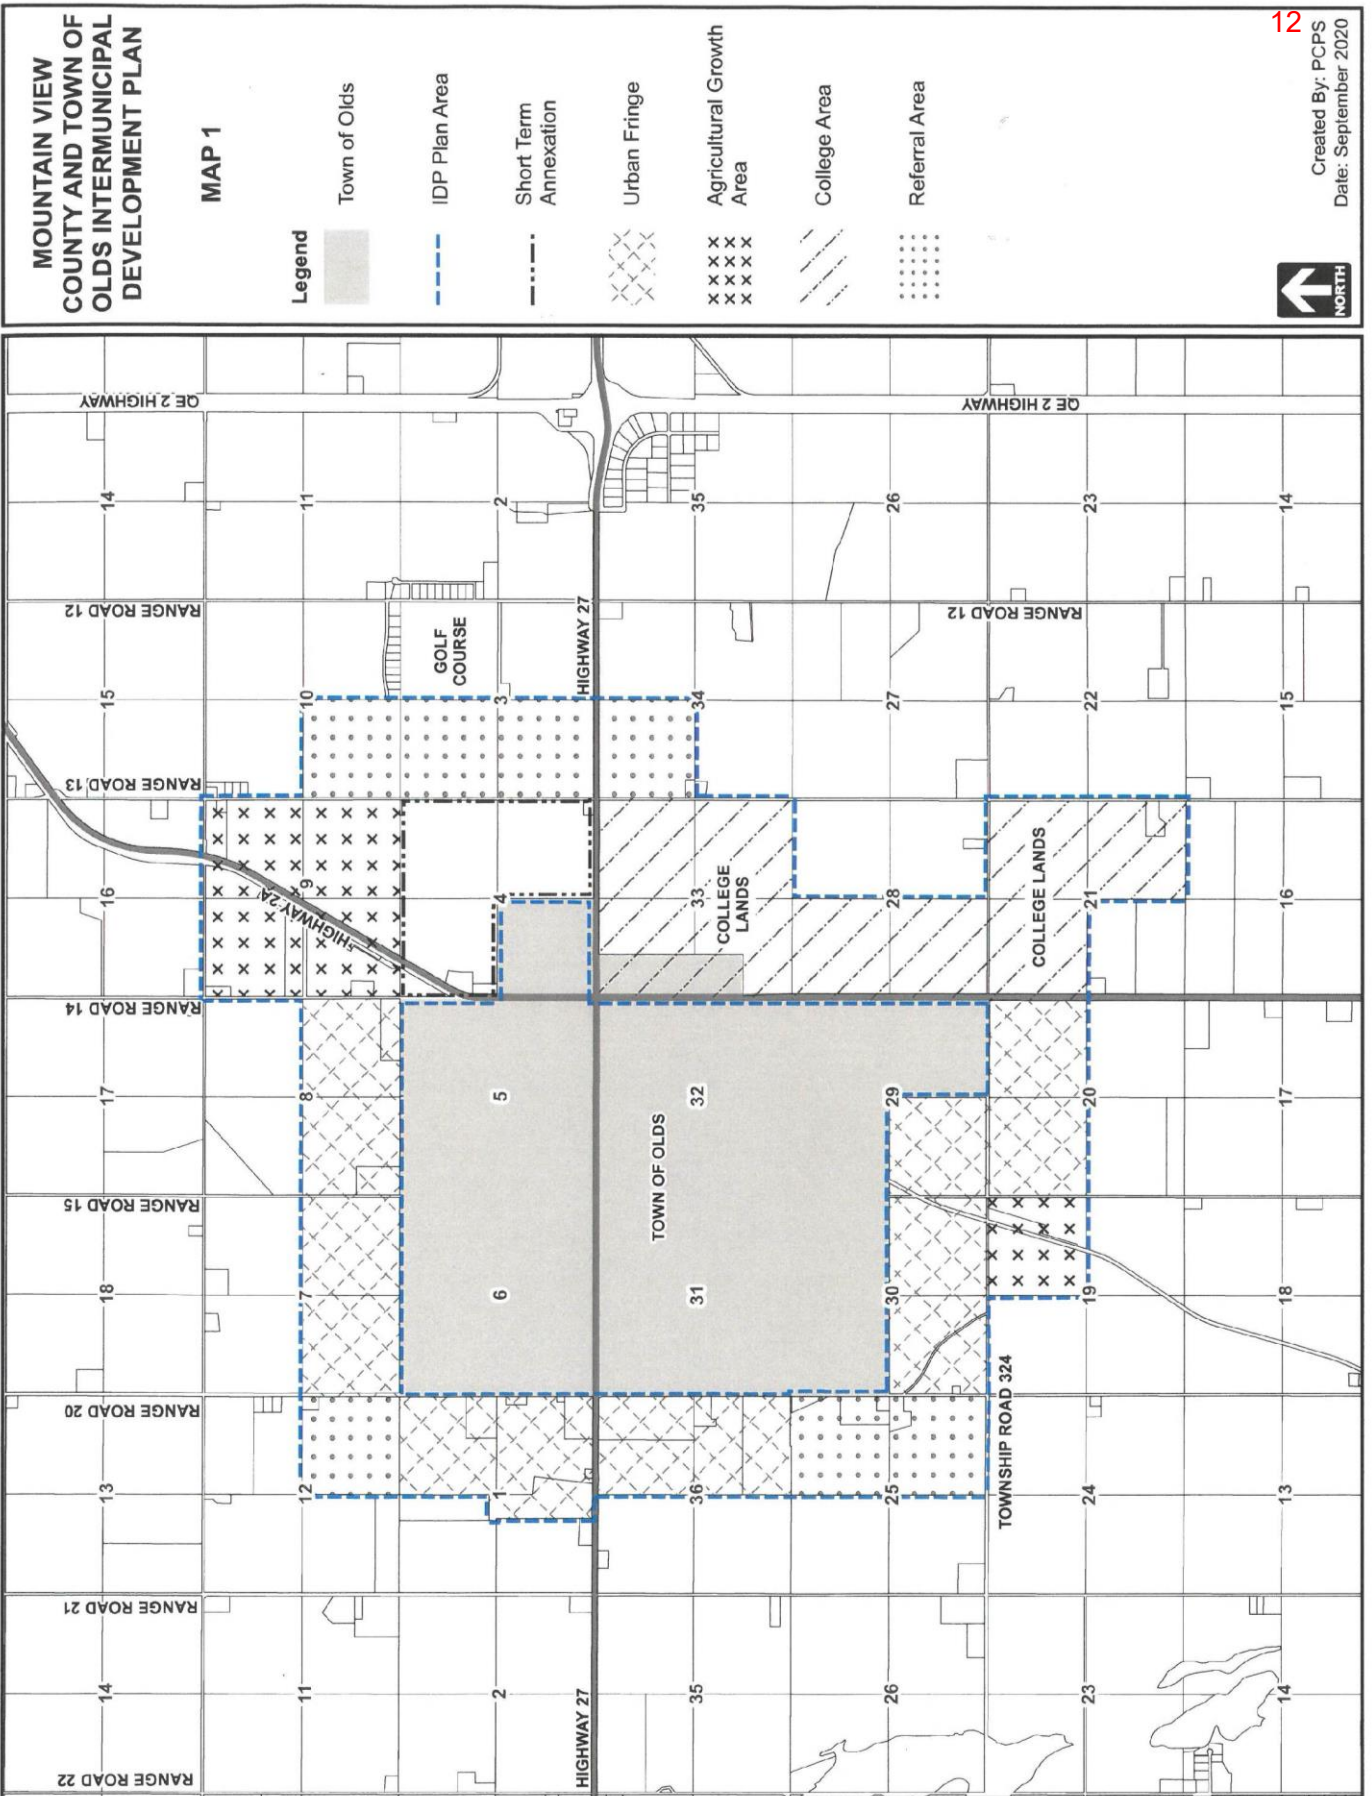 12
MOUNTAIN VIEW
COUNTY AND TOWN OF
OLDS INTERMUNICIPAL
DEVELOPMENT PLAN
MAP 1
Legend
Town of Olds
IDP Plan Area
Short Term
Annexation
Urban Fringe
Agricultural Growth
Area
College Area
Referral Area
NORTH
Created By: PCPS
Date: September 2020
QE 2 HIGHWAY
QE 2 HIGHWAY
14
11
2
35
26
23
14
RANGE ROAD 12
RANGE ROAD 12
GOLF
COURSE
HIGHWAY 27
15
10
3
34
27
22
15
RANGE ROAD 13
HIGHWAY 2A
16
9
4
33
28
21
16
COLLEGE
LANDS
COLLEGE LANDS
RANGE ROAD 14
17
8
5
32
29
20
17
TOWN OF OLDS
RANGE ROAD 15
18
7
6
31
30
19
18
RANGE ROAD 20
TOWNSHIP ROAD 324
13
12
1
36
25
24
13
RANGE ROAD 21
14
11
2
35
26
23
14
HIGHWAY 27
RANGE ROAD 22